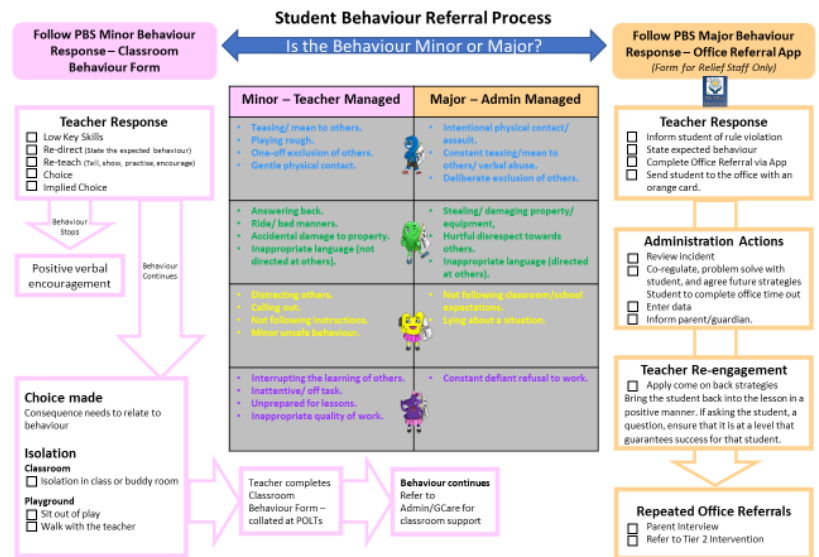 Student Behaviour Referral Process
Follow PBS Minor Behaviour
Response – Classroom
Behaviour Form
Is the Behaviour Minor or Major?
Follow PBS Major Behaviour
Response – Office Referral App
(Form for Relief Staff Only)
Teacher Response
Low Key Skills
Re-direct (State the expected behaviour)
Re-teach (Tell, show, practise, encourage)
Choice
Implied Choice
Behaviour
Stops
Positive verbal
encouragement
Behaviour
Continues
Choice made
Consequence needs to relate to
behaviour
Isolation
Classroom
Isolation in class or buddy room
Playground
Sit out of play
Walk with the teacher
Teacher completes
Classroom
Behaviour Form –
collated at POLTs
Behaviour continues
Refer to
Admin/GCare for
classroom support
Minor – Teacher Managed
Major – Admin Managed
• Teasing/ mean to others.
• Playing rough.
• One-off exclusion of others.
• Gentle physical contact.
• Intentional physical contact/
assault.
• Constant teasing/mean to
others/ verbal abuse.
• Deliberate exclusion of others.
• Answering back.
• Ride/ bad manners.
• Accidental damage to property.
• Inappropriate language (not
directed at others).
• Stealing/ damaging property/
equipment,
• Hurtful disrespect towards
others.
• Inappropriate language (directed
at others).
• Distracting others.
• Calling out.
• Not following instructions.
• Minor unsafe behaviour.
• Not following classroom/school
expectations.
• Lying about a situation.
• Interrupting the learning of others.
• Inattentive/ off task.
• Unprepared for lessons.
• Inappropriate quality of work.
• Constant defiant refusal to work.
Teacher Response
Inform student of rule violation
State expected behaviour
Complete Office Referral via App
Send student to the office with an
orange card.
Administration Actions
Review incident
Co-regulate, problem solve with
student, and agree future strategies
Student to complete office time out
Enter data
Inform parent/guardian.
Teacher Re-engagement
Apply come on back strategies
Bring the student back into the lesson in a
positive manner. If asking the student, a
question, ensure that it is at a level that
guarantees success for that student.
Repeated Office Referrals
Parent Interview
Refer to Tier 2 Intervention